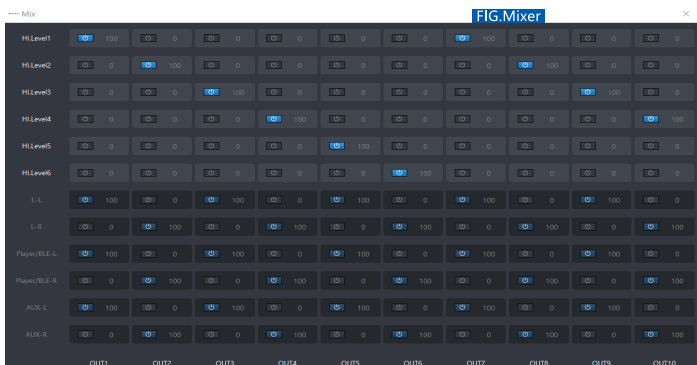 Mix
FIG.Mixer
HI.Level1 100 0 0 0 0 0 100 0 0 0
HI.Level2 0 100 0 0 0 0 0 100 0 0
HI.Level3 0 0 100 0 0 0 0 0 100 0
HI.Level4 0 0 0 100 0 0 0 0 0 100
HI.Level5 0 0 0 0 100 0 0 0 0 0
HI.Level6 0 0 0 0 0 100 0 0 0 0
L-L 100 0 100 0 100 0 100 0 100 0
L-R 0 100 0 100 0 100 0 100 0 100
Player/BLE-L 100 0 100 0 100 0 100 0 100 0
Player/BLE-R 0 100 0 100 0 100 0 100 0 100
AUX-L 100 0 100 0 100 0 100 0 100 0
AUX-R 0 100 0 100 0 100 0 100 0 100
OUT1 OUT2 OUT3 OUT4 OUT5 OUT6 OUT7 OUT8 OUT9 OUT10